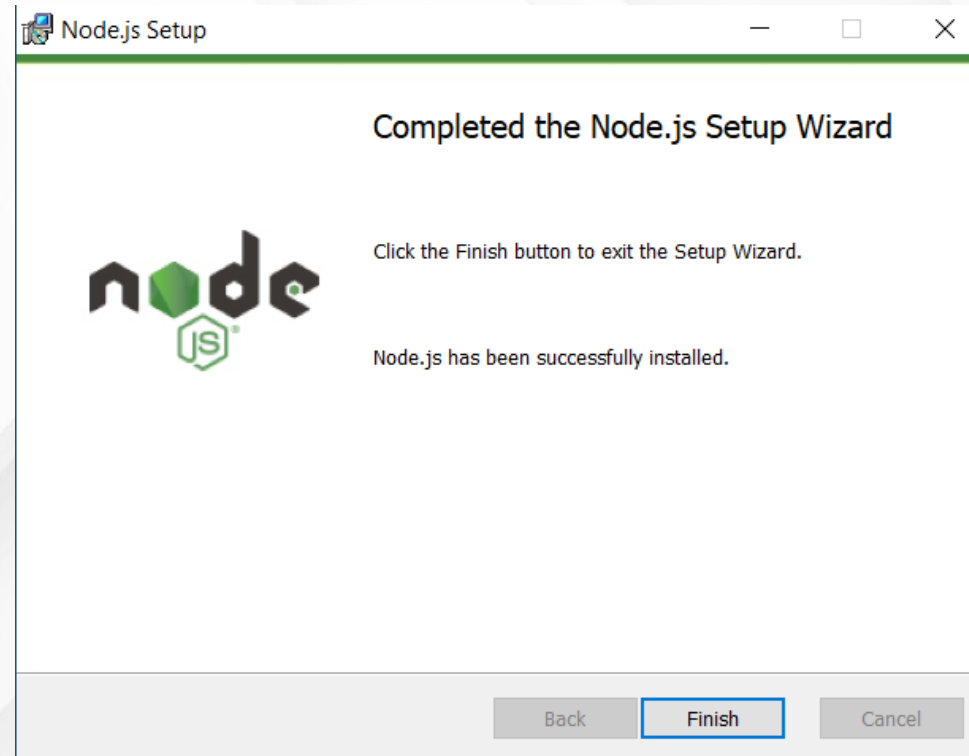 Node.js Setup
Completed the Node.js Setup Wizard
Click the Finish button to exit the Setup Wizard.
node
JS
®
Node.js has been successfully installed.
Back
Finish
Cancel